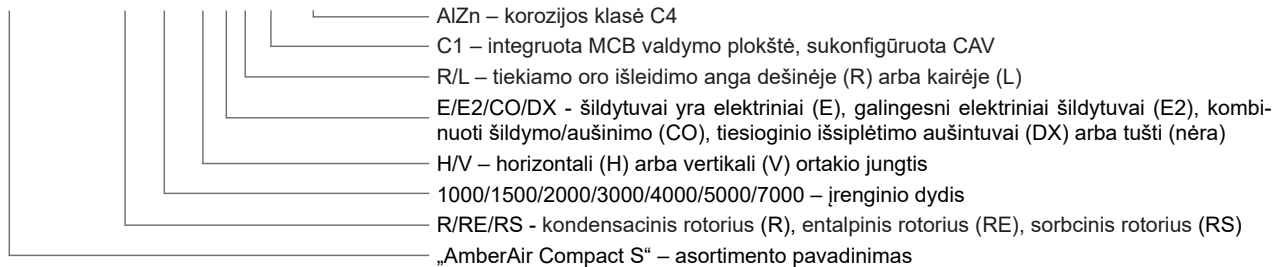 AlZn – korozijos klasė C4
C1 – integruota MCB valdymo plokštė, sukonfigūruota CAV
R/L – tiekiamo oro išleidimo anga dešinėje (R) arba kairėje (L)
E/E2/CO/DX - šildytuvai yra elektriniai (E), galingesni elektriniai šildytuvai (E2), kombi-
nuoti šildymo/aušinimo (CO), tiesioginio išsiplėtimo aušintuvai (DX) arba tušti (nėra)
H/V – horizontali (H) arba vertikali (V) ortakio jungtis
1000/1500/2000/3000/4000/5000/7000 – įrenginio dydis
R/RE/RS - kondensacinis rotorius (R), entalpinis rotorius (RE), sorbcinis rotorius (RS)
„AmberAir Compact S“ – asortimento pavadinimas